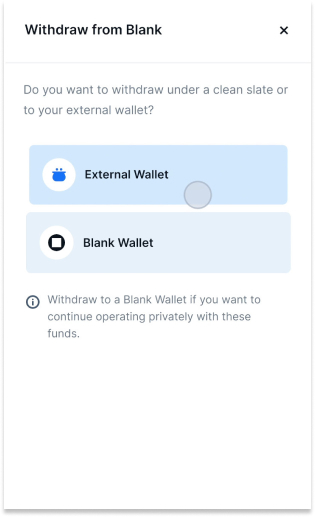 Withdraw from Blank
Do you want to withdraw under a clean slate or
to your external wallet?
External Wallet
Blank Wallet
Withdraw to a Blank Wallet if you want to
continue operating privately with these
funds.